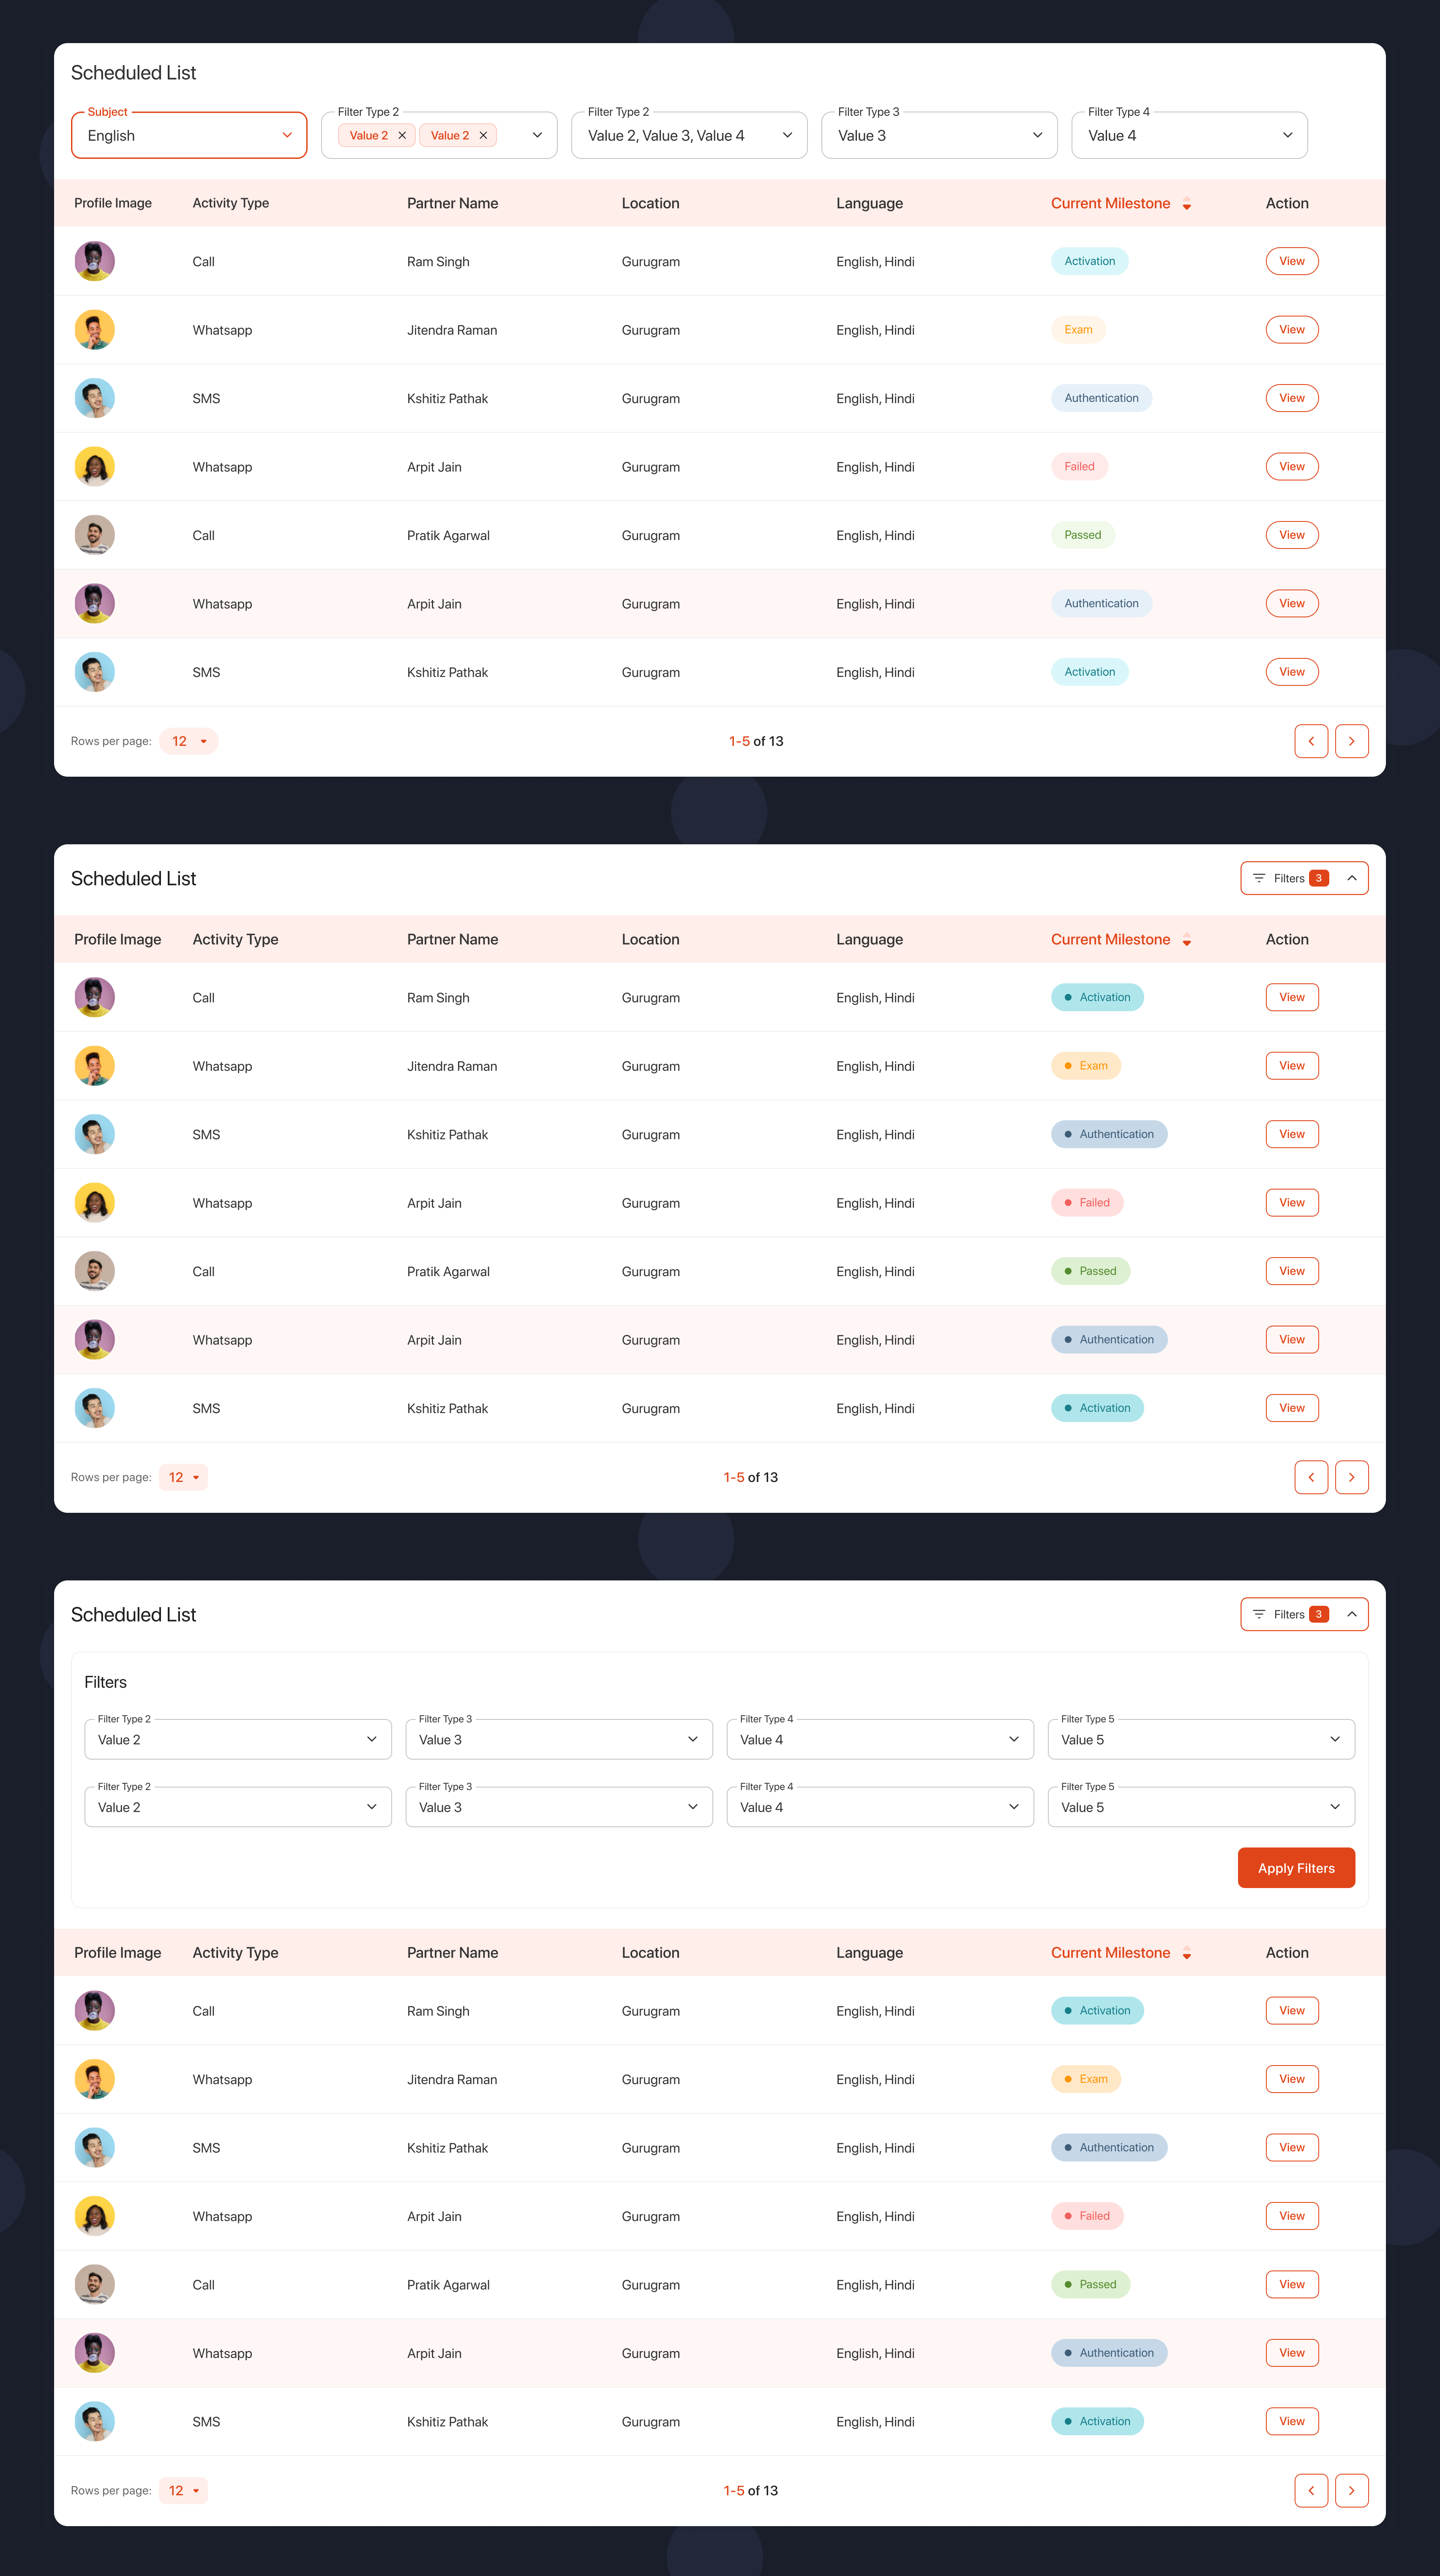 Scheduled List
Subject Filter Type 2 Filter Type 2 Filter Type 3 Filter Type 4
English Value 2 Value 2 Value 2, Value 3, Value 4 Value 3 Value 4
Profile Image Activity Type Partner Name Location Language Current Milestone Action
Call Ram Singh Gurugram English, Hindi Activation View
Whatsapp Jitendra Raman Gurugram English, Hindi Exam View
SMS Kshitiz Pathak Gurugram English, Hindi Authentication View
Whatsapp Arpit Jain Gurugram English, Hindi Failed View
Call Pratik Agarwal Gurugram English, Hindi Passed View
Whatsapp Arpit Jain Gurugram English, Hindi Authentication View
SMS Kshitiz Pathak Gurugram English, Hindi Activation View
Rows per page: 12 1-5 of 13
Scheduled List Filters 3
Profile Image Activity Type Partner Name Location Language Current Milestone Action
Call Ram Singh Gurugram English, Hindi Activation View
Whatsapp Jitendra Raman Gurugram English, Hindi Exam View
SMS Kshitiz Pathak Gurugram English, Hindi Authentication View
Whatsapp Arpit Jain Gurugram English, Hindi Failed View
Call Pratik Agarwal Gurugram English, Hindi Passed View
Whatsapp Arpit Jain Gurugram English, Hindi Authentication View
SMS Kshitiz Pathak Gurugram English, Hindi Activation View
Rows per page: 12 1-5 of 13
Scheduled List Filters 3
Filters
Filter Type 2 Filter Type 3 Filter Type 4 Filter Type 5
Value 2 Value 3 Value 4 Value 5
Filter Type 2 Filter Type 3 Filter Type 4 Filter Type 5
Value 2 Value 3 Value 4 Value 5
Apply Filters
Profile Image Activity Type Partner Name Location Language Current Milestone Action
Call Ram Singh Gurugram English, Hindi Activation View
Whatsapp Jitendra Raman Gurugram English, Hindi Exam View
SMS Kshitiz Pathak Gurugram English, Hindi Authentication View
Whatsapp Arpit Jain Gurugram English, Hindi Failed View
Call Pratik Agarwal Gurugram English, Hindi Passed View
Whatsapp Arpit Jain Gurugram English, Hindi Authentication View
SMS Kshitiz Pathak Gurugram English, Hindi Activation View
Rows per page: 12 1-5 of 13